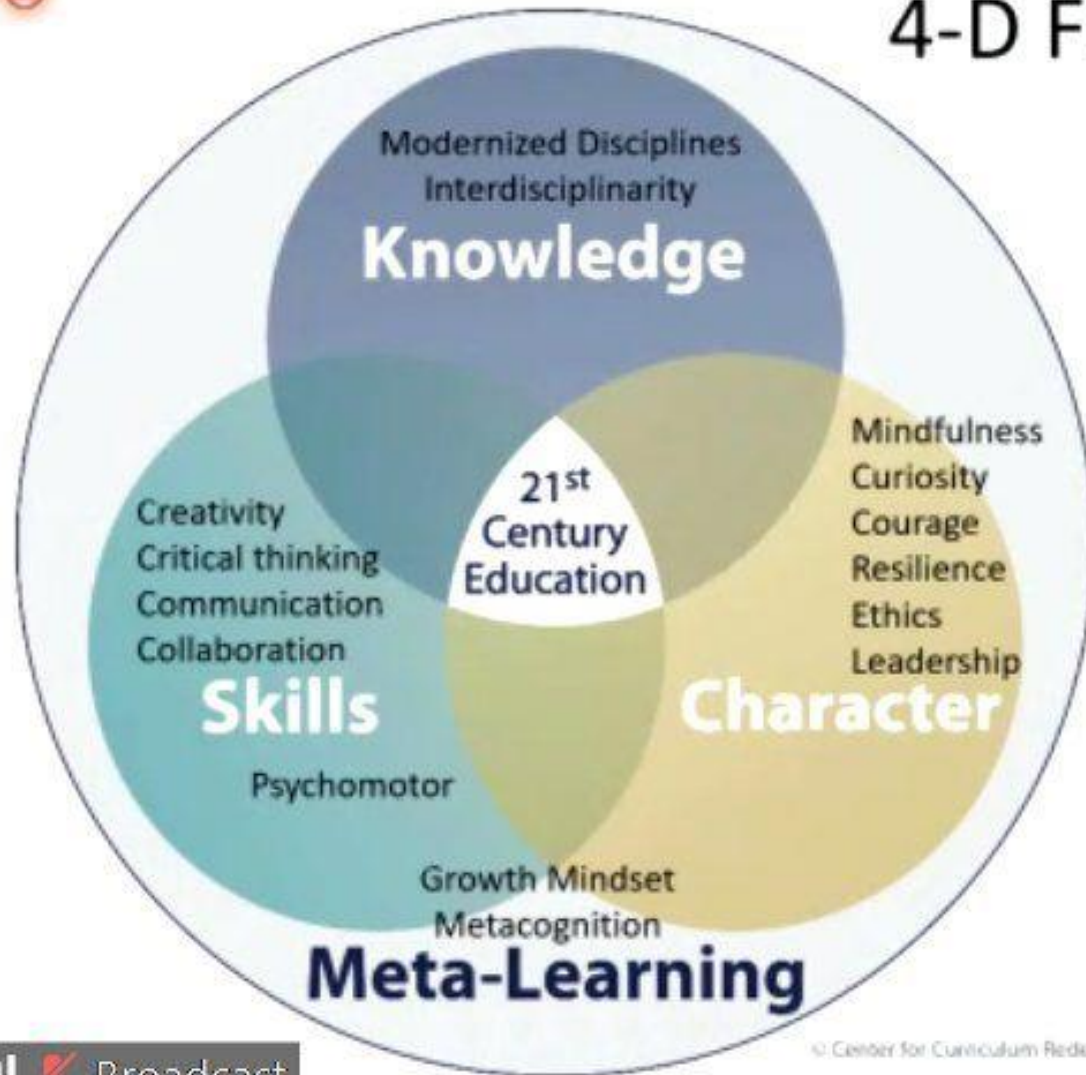 4-D F
Modernized Disciplines
Interdisciplinarity
Knowledge
21st
Century
Education
Creativity
Critical thinking
Communication
Collaboration
Skills
Psychomotor
Mindfulness
Curiosity
Courage
Resilience
Ethics
Leadership
Character
Growth Mindset
Metacognition
Meta-Learning
© Center for Curriculum Rede
Broadcast